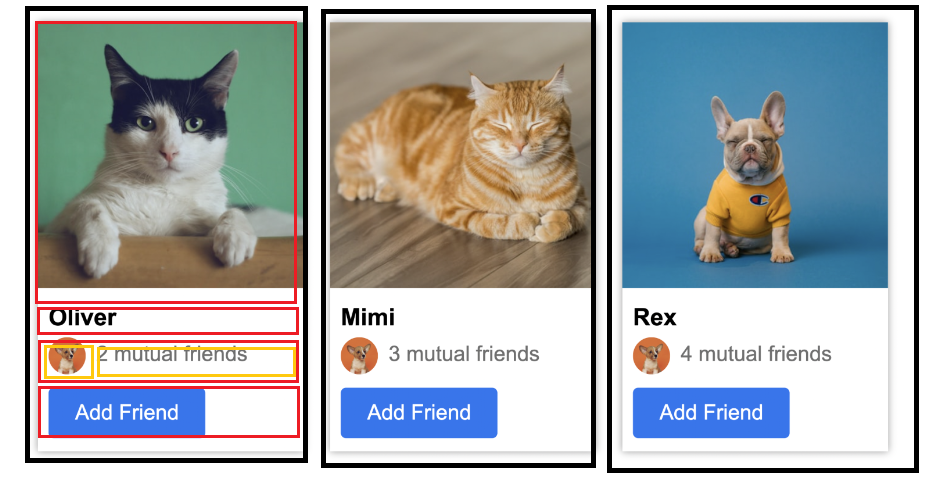 Oliver
2 mutual friends
Add Friend
Mimi
3 mutual friends
Add Friend
Rex
4 mutual friends
Add Friend